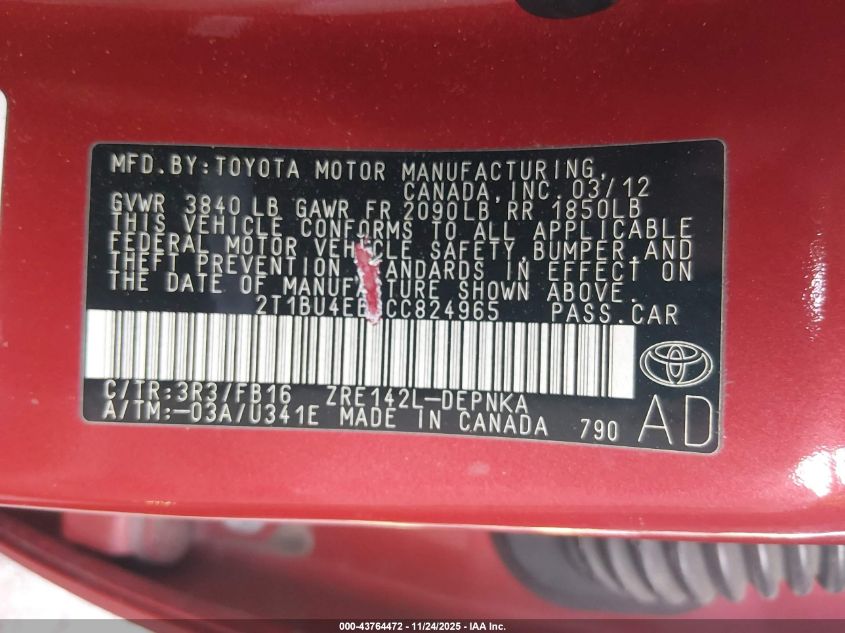 MFD.BY:TOYOTA MOTOR MANUFACTURING,
CANADA,INC. 03/12
GVWR 3840 LB GAWR FR 2090LB RR 1850LB
THIS VEHICLE CONFORMS TO ALL APPLICABLE
FEDERAL MOTOR VEHICLE SAFETY,BUMPER,AND
THEFT PREVENTION STANDARDS IN EFFECT ON
THE DATE OF MANUFACTURE SHOWN ABOVE.
PASS.CAR
C/TR:3R3/FB16 ZRE142L-DEPNKA
A/TM:-03A/U341E MADE IN CANADA 790
AD
000-43764472 — 11/24/2025 — IAA Inc.